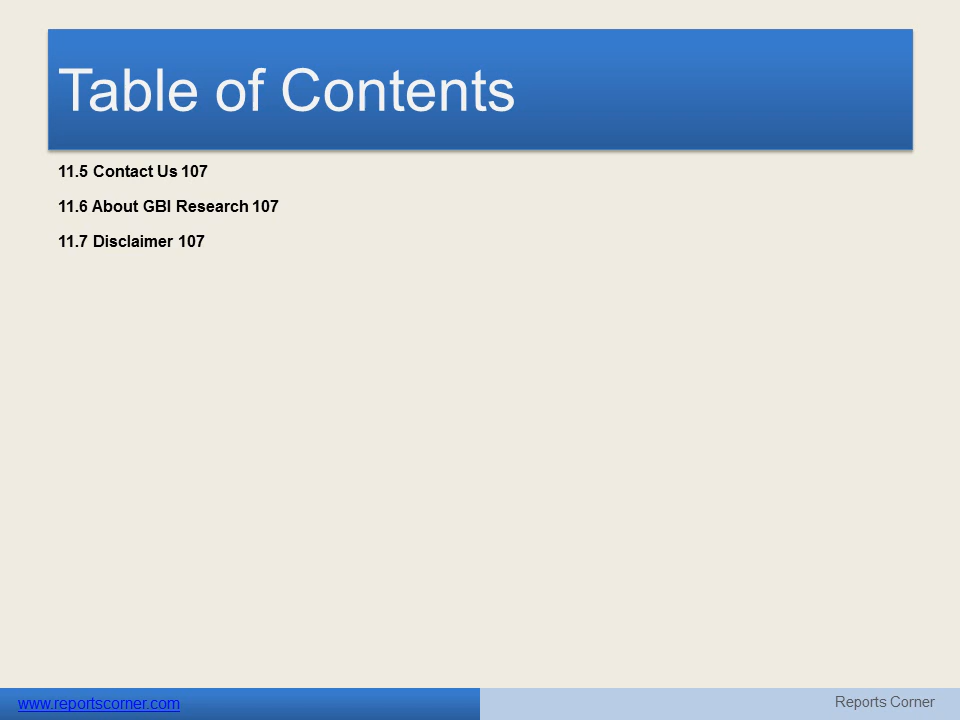 Table of Contents
11.5 Contact Us 107
11.6 About GBI Research 107
11.7 Disclaimer 107
www.reportscorner.com
Reports Corner